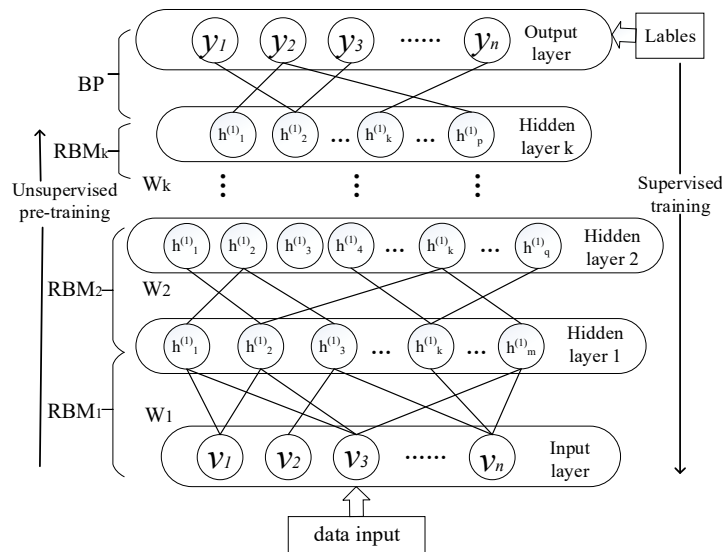 y1 y2 y3 ...... yn Output layer
Lables
BP
h(1)1 h(1)2 ... h(1)k ... h(1)p Hidden layer k
RBMk
Wk
Unsupervised pre-training
Supervised training
h(1)1 h(1)2 h(1)3 h(1)4 ... h(1)k ... h(1)q Hidden layer 2
RBM2
W2
h(1)1 h(1)2 h(1)3 ... h(1)k ... h(1)m Hidden layer 1
RBM1
W1
v1 v2 v3 ...... vn Input layer
data input